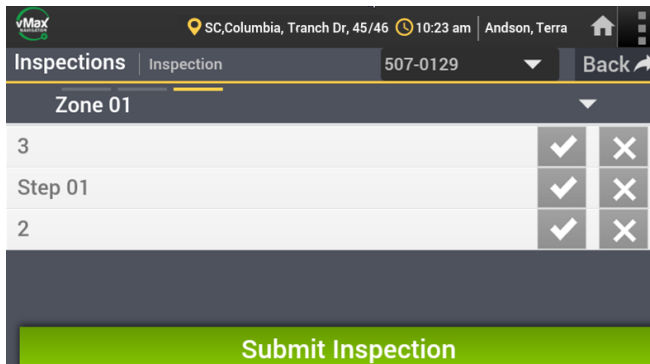 vMax
NAVIGATOR
SC,Columbia, Tranch Dr, 45/46 10:23 am Andson, Terra
Inspections Inspection 507-0129 Back
Zone 01
3
Step 01
2
Submit Inspection